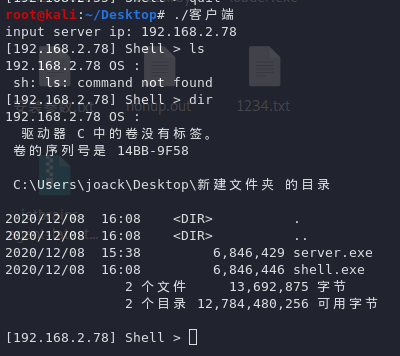 root@kali:~/Desktop# ./客户端
input server ip: 192.168.2.78
[192.168.2.78] Shell > ls
192.168.2.78 OS :
 sh: ls: command not found
[192.168.2.78] Shell > dir
192.168.2.78 OS :
 驱动器 C 中的卷没有标签。
 卷的序列号是 14BB-9F58
 C:\Users\joack\Desktop\新建文件夹 的目录
2020/12/08  16:08    <DIR>          .
2020/12/08  16:08    <DIR>          ..
2020/12/08  15:38         6,846,429 server.exe
2020/12/08  16:08         6,846,446 shell.exe
               2 个文件     13,692,875 字节
               2 个目录 12,784,480,256 可用字节
[192.168.2.78] Shell >
1234.txt